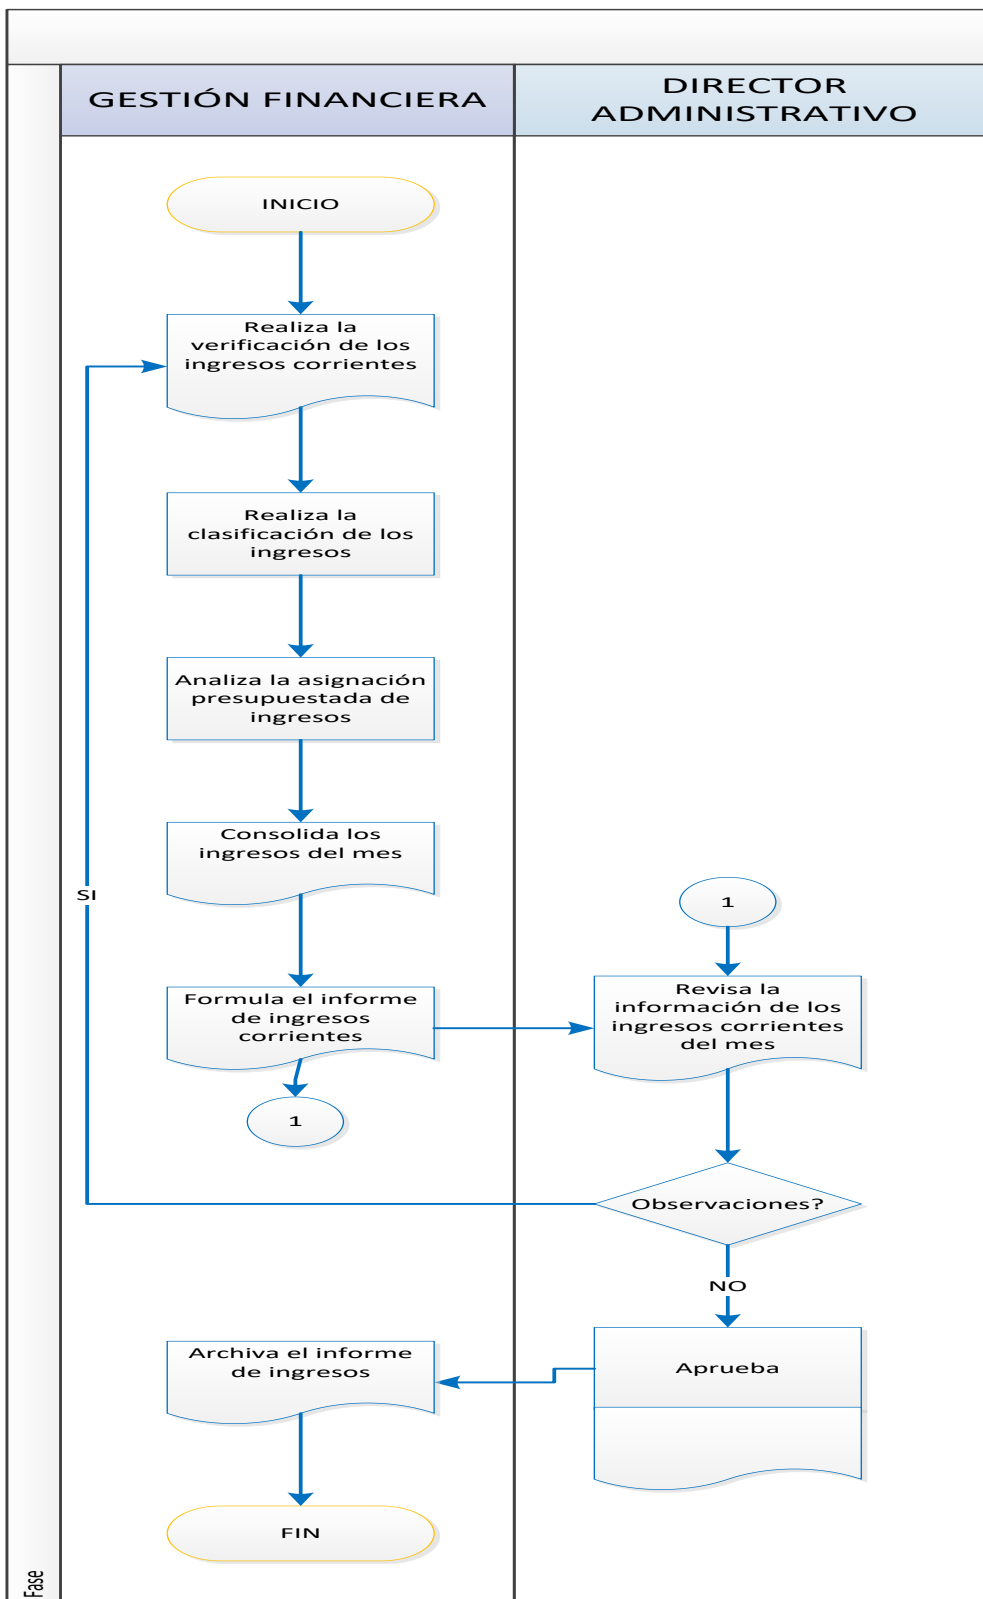 GESTIÓN FINANCIERA
DIRECTOR
ADMINISTRATIVO
INICIO
Realiza la
verificación de los
ingresos corrientes
Realiza la
clasificación de los
ingresos
Analiza la asignación
presupuestada de
ingresos
Consolida los
ingresos del mes
SI
1
Formula el informe
de ingresos
corrientes
Revisa la
información de los
ingresos corrientes
del mes
1
Observaciones?
NO
Archiva el informe
de ingresos
Aprueba
FIN
Fase